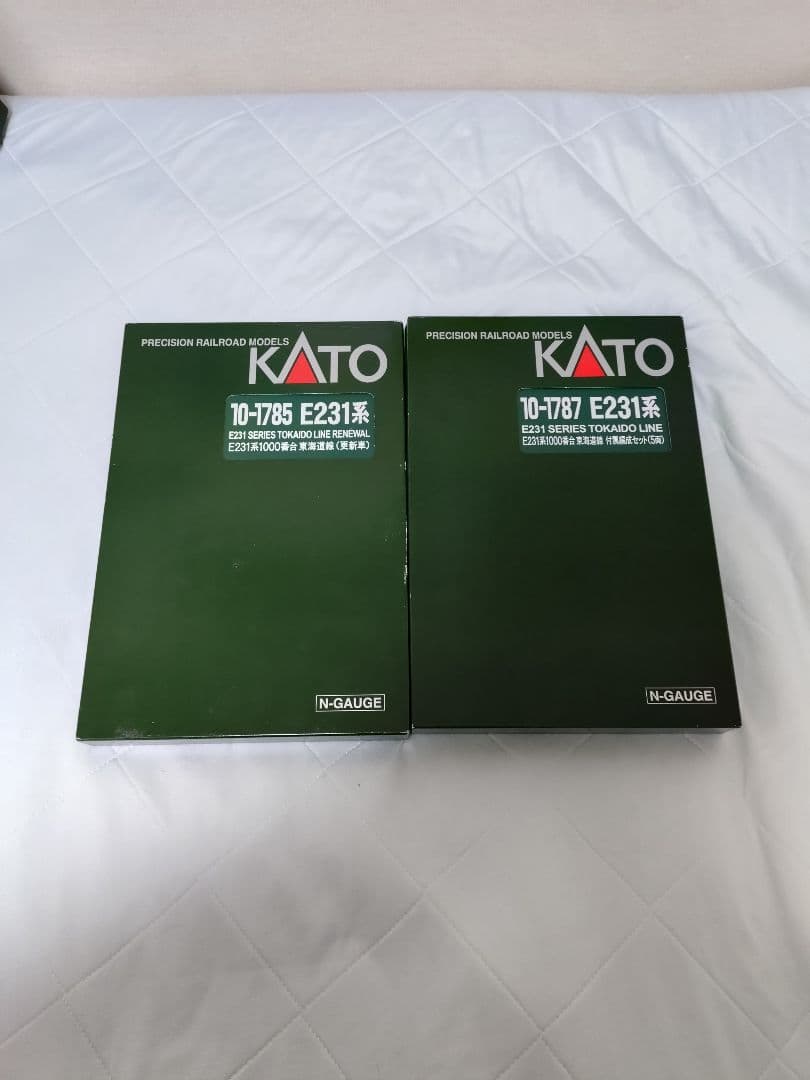 PRECISION RAILROAD MODELS
KATO
10-1785 E231系
E231 SERIES TOKAIDO LINE RENEWAL
E231系1000番台 東海道線（更新車）
N-GAUGE
PRECISION RAILROAD MODELS
KATO
10-1787 E231系
E231 SERIES TOKAIDO LINE
E231系1000番台 東海道線 付属編成セット（5両）
N-GAUGE